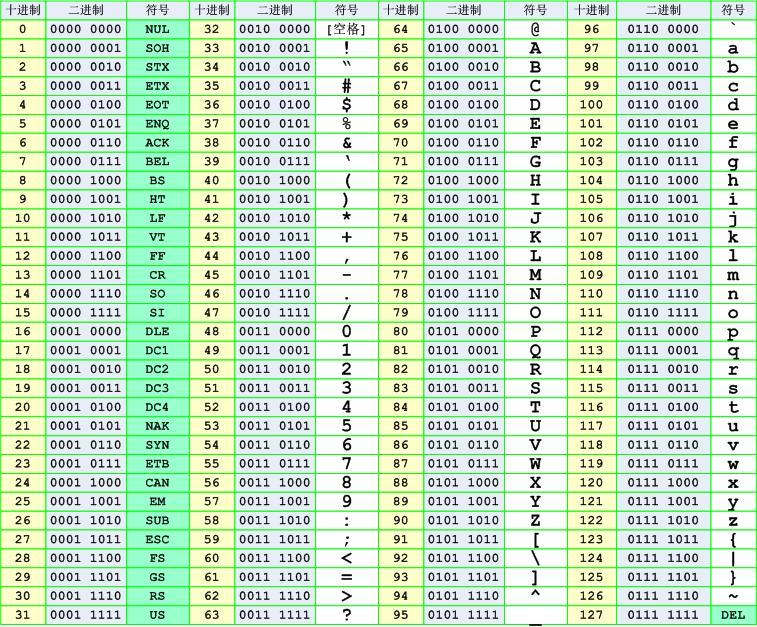 十进制 二进制 符号 十进制 二进制 符号 十进制 二进制 符号 十进制 二进制 符号
0 0000 0000 NUL 32 0010 0000 [空格] 64 0100 0000 @ 96 0110 0000 `
1 0000 0001 SOH 33 0010 0001 ! 65 0100 0001 A 97 0110 0001 a
2 0000 0010 STX 34 0010 0010 " 66 0100 0010 B 98 0110 0010 b
3 0000 0011 ETX 35 0010 0011 # 67 0100 0011 C 99 0110 0011 c
4 0000 0100 EOT 36 0010 0100 $ 68 0100 0100 D 100 0110 0100 d
5 0000 0101 ENQ 37 0010 0101 % 69 0100 0101 E 101 0110 0101 e
6 0000 0110 ACK 38 0010 0110 & 70 0100 0110 F 102 0110 0110 f
7 0000 0111 BEL 39 0010 0111 ‵ 71 0100 0111 G 103 0110 0111 g
8 0000 1000 BS 40 0010 1000 ( 72 0100 1000 H 104 0110 1000 h
9 0000 1001 HT 41 0010 1001 ) 73 0100 1001 I 105 0110 1001 i
10 0000 1010 LF 42 0010 1010 * 74 0100 1010 J 106 0110 1010 j
11 0000 1011 VT 43 0010 1011 + 75 0100 1011 K 107 0110 1011 k
12 0000 1100 FF 44 0010 1100 , 76 0100 1100 L 108 0110 1100 l
13 0000 1101 CR 45 0010 1101 - 77 0100 1101 M 109 0110 1101 m
14 0000 1110 SO 46 0010 1110 . 78 0100 1110 N 110 0110 1110 n
15 0000 1111 SI 47 0010 1111 / 79 0100 1111 O 111 0110 1111 o
16 0001 0000 DLE 48 0011 0000 0 80 0101 0000 P 112 0111 0000 p
17 0001 0001 DC1 49 0011 0001 1 81 0101 0001 Q 113 0111 0001 q
18 0001 0010 DC2 50 0011 0010 2 82 0101 0010 R 114 0111 0010 r
19 0001 0011 DC3 51 0011 0011 3 83 0101 0011 S 115 0111 0011 s
20 0001 0100 DC4 52 0011 0100 4 84 0101 0100 T 116 0111 0100 t
21 0001 0101 NAK 53 0011 0101 5 85 0101 0101 U 117 0111 0101 u
22 0001 0110 SYN 54 0011 0110 6 86 0101 0110 V 118 0111 0110 v
23 0001 0111 ETB 55 0011 0111 7 87 0101 0111 W 119 0111 0111 w
24 0001 1000 CAN 56 0011 1000 8 88 0101 1000 X 120 0111 1000 x
25 0001 1001 EM 57 0011 1001 9 89 0101 1001 Y 121 0111 1001 y
26 0001 1010 SUB 58 0011 1010 : 90 0101 1010 Z 122 0111 1010 z
27 0001 1011 ESC 59 0011 1011 ; 91 0101 1011 [ 123 0111 1011 {
28 0001 1100 FS 60 0011 1100 < 92 0101 1100 \ 124 0111 1100 |
29 0001 1101 GS 61 0011 1101 = 93 0101 1101 ] 125 0111 1101 }
30 0001 1110 RS 62 0011 1110 > 94 0101 1110 ^ 126 0111 1110 ~
31 0001 1111 US 63 0011 1111 ? 95 0101 1111 _ 127 0111 1111 DEL